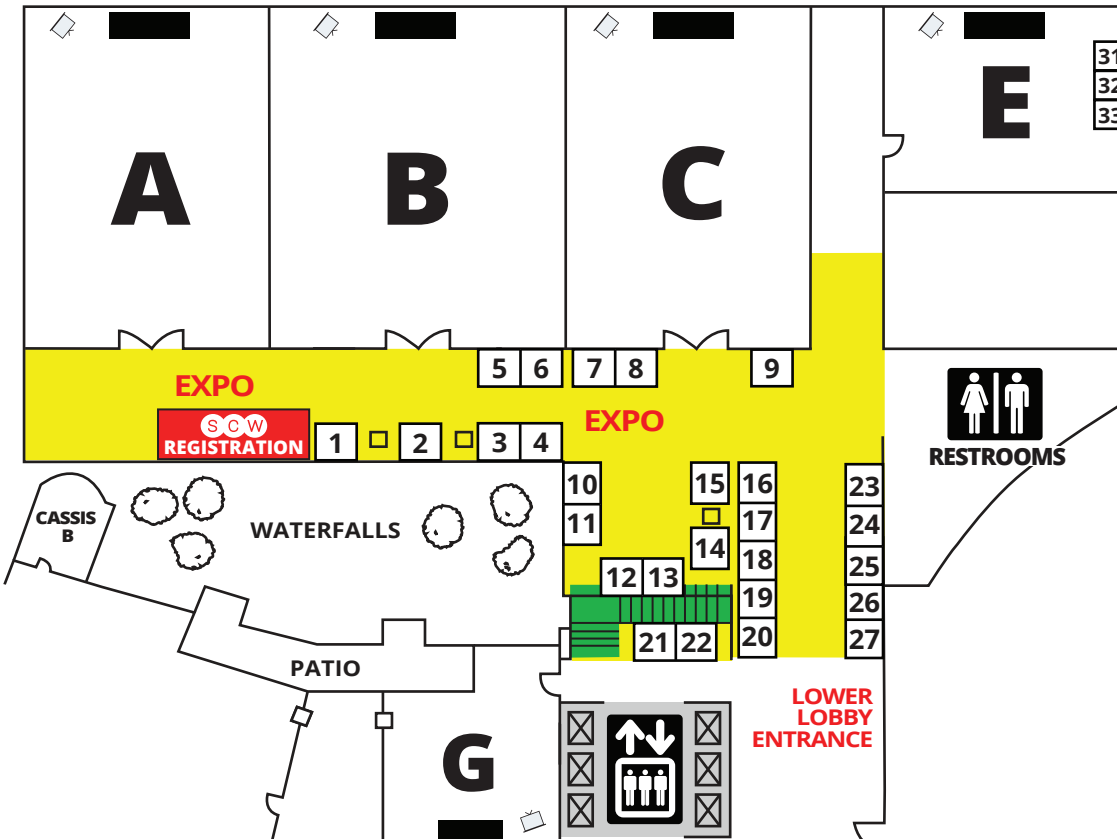 A
B
C
E
31
32
33
5
6
7
8
9
EXPO
EXPO
SCW
REGISTRATION
1
2
3
4
RESTROOMS
10
11
15
16
17
14
18
12
13
19
20
21
22
23
24
25
26
27
CASSIS
B
WATERFALLS
PATIO
LOWER
LOBBY
ENTRANCE
G